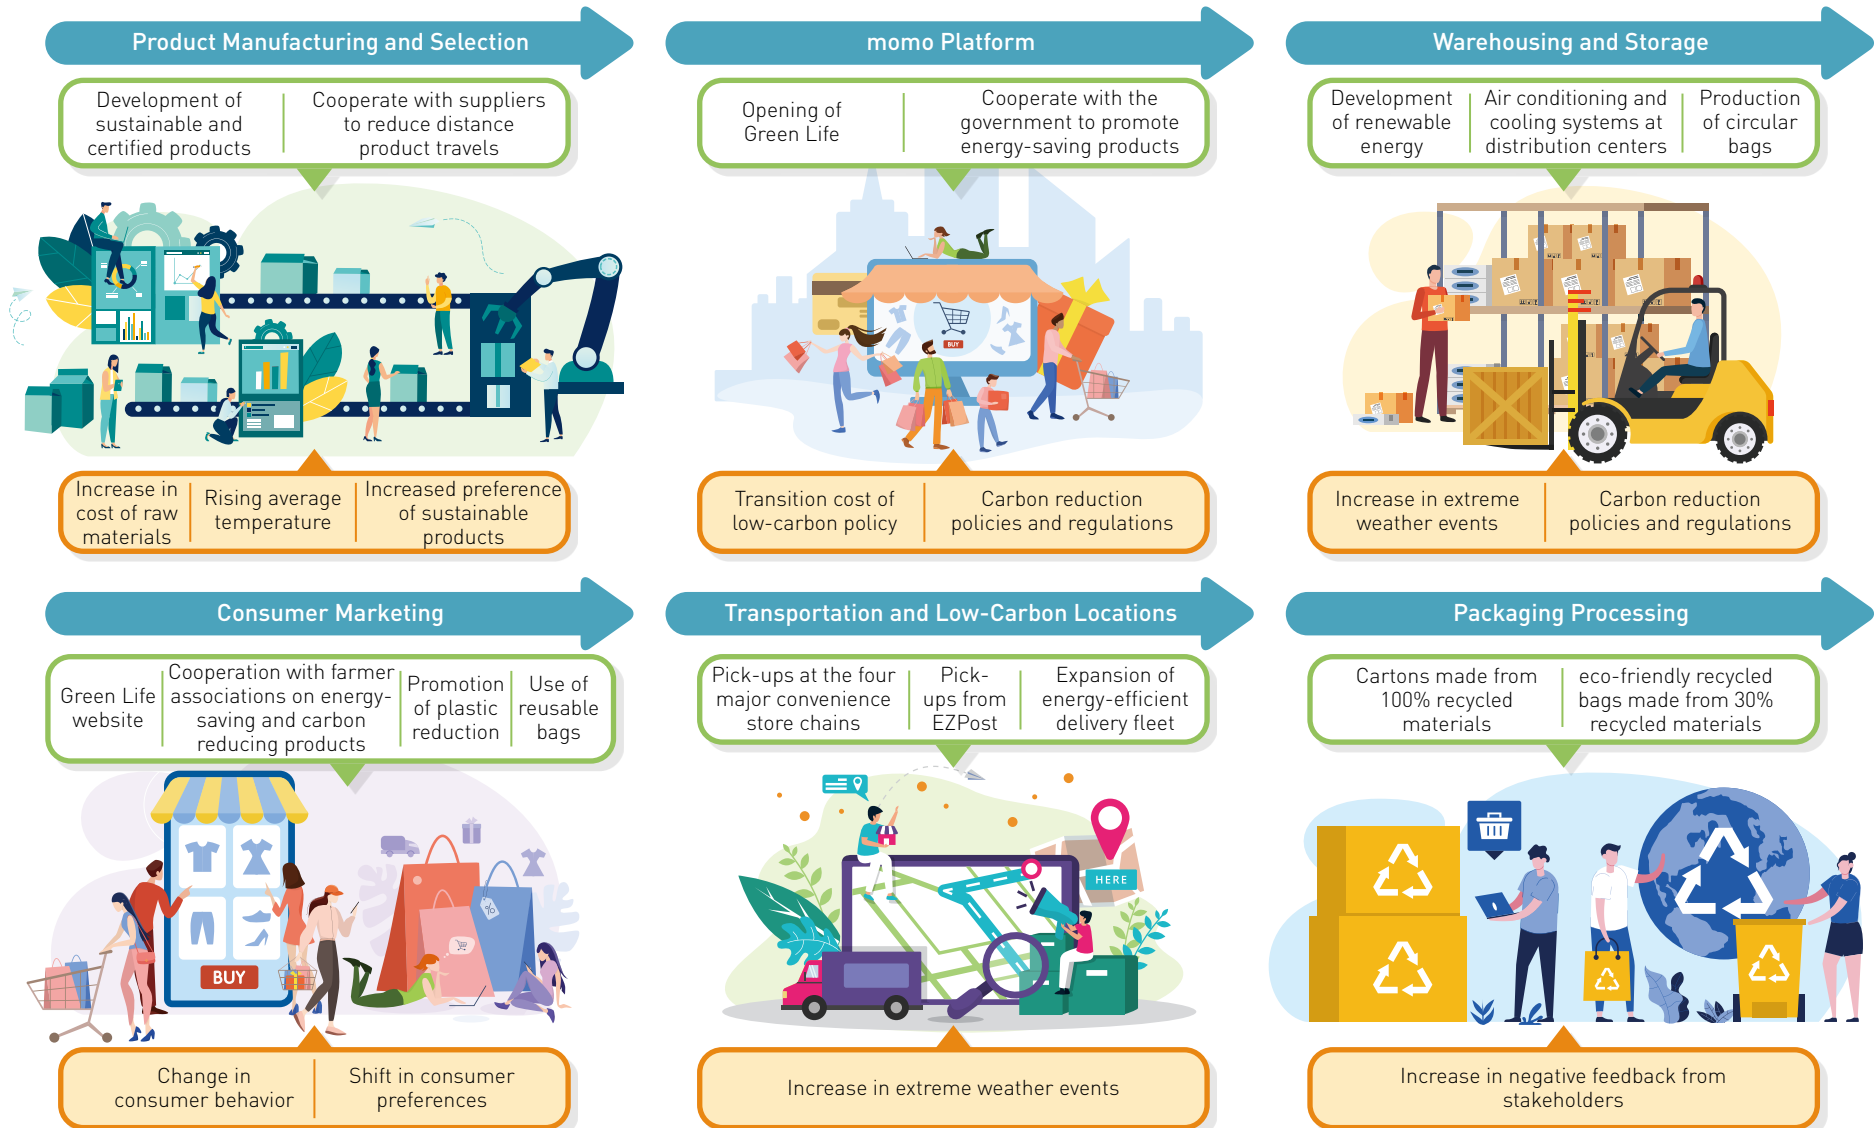 Product Manufacturing and Selection
Development of
sustainable and
certified products
Cooperate with suppliers
to reduce distance
product travels
Increase in
cost of raw
materials
Rising average
temperature
Increased preference
of sustainable
products
momo Platform
Opening of
Green Life
Cooperate with the
government to promote
energy-saving products
BUY
Transition cost of
low-carbon policy
Carbon reduction
policies and regulations
Warehousing and Storage
Development
of renewable
energy
Air conditioning and
cooling systems at
distribution centers
Production
of circular
bags
Increase in extreme
weather events
Carbon reduction
policies and regulations
Consumer Marketing
Green Life
website
Cooperation with farmer
associations on energy-
saving and carbon
reducing products
Promotion
of plastic
reduction
Use of
reusable
bags
%
BUY
Change in
consumer behavior
Shift in consumer
preferences
Transportation and Low-Carbon Locations
Pick-ups at the four
major convenience
store chains
Pick-
ups from
EZPost
Expansion of
energy-efficient
delivery fleet
HERE
Increase in extreme weather events
Packaging Processing
Cartons made from
100% recycled
materials
eco-friendly recycled
bags made from 30%
recycled materials
Increase in negative feedback from
stakeholders